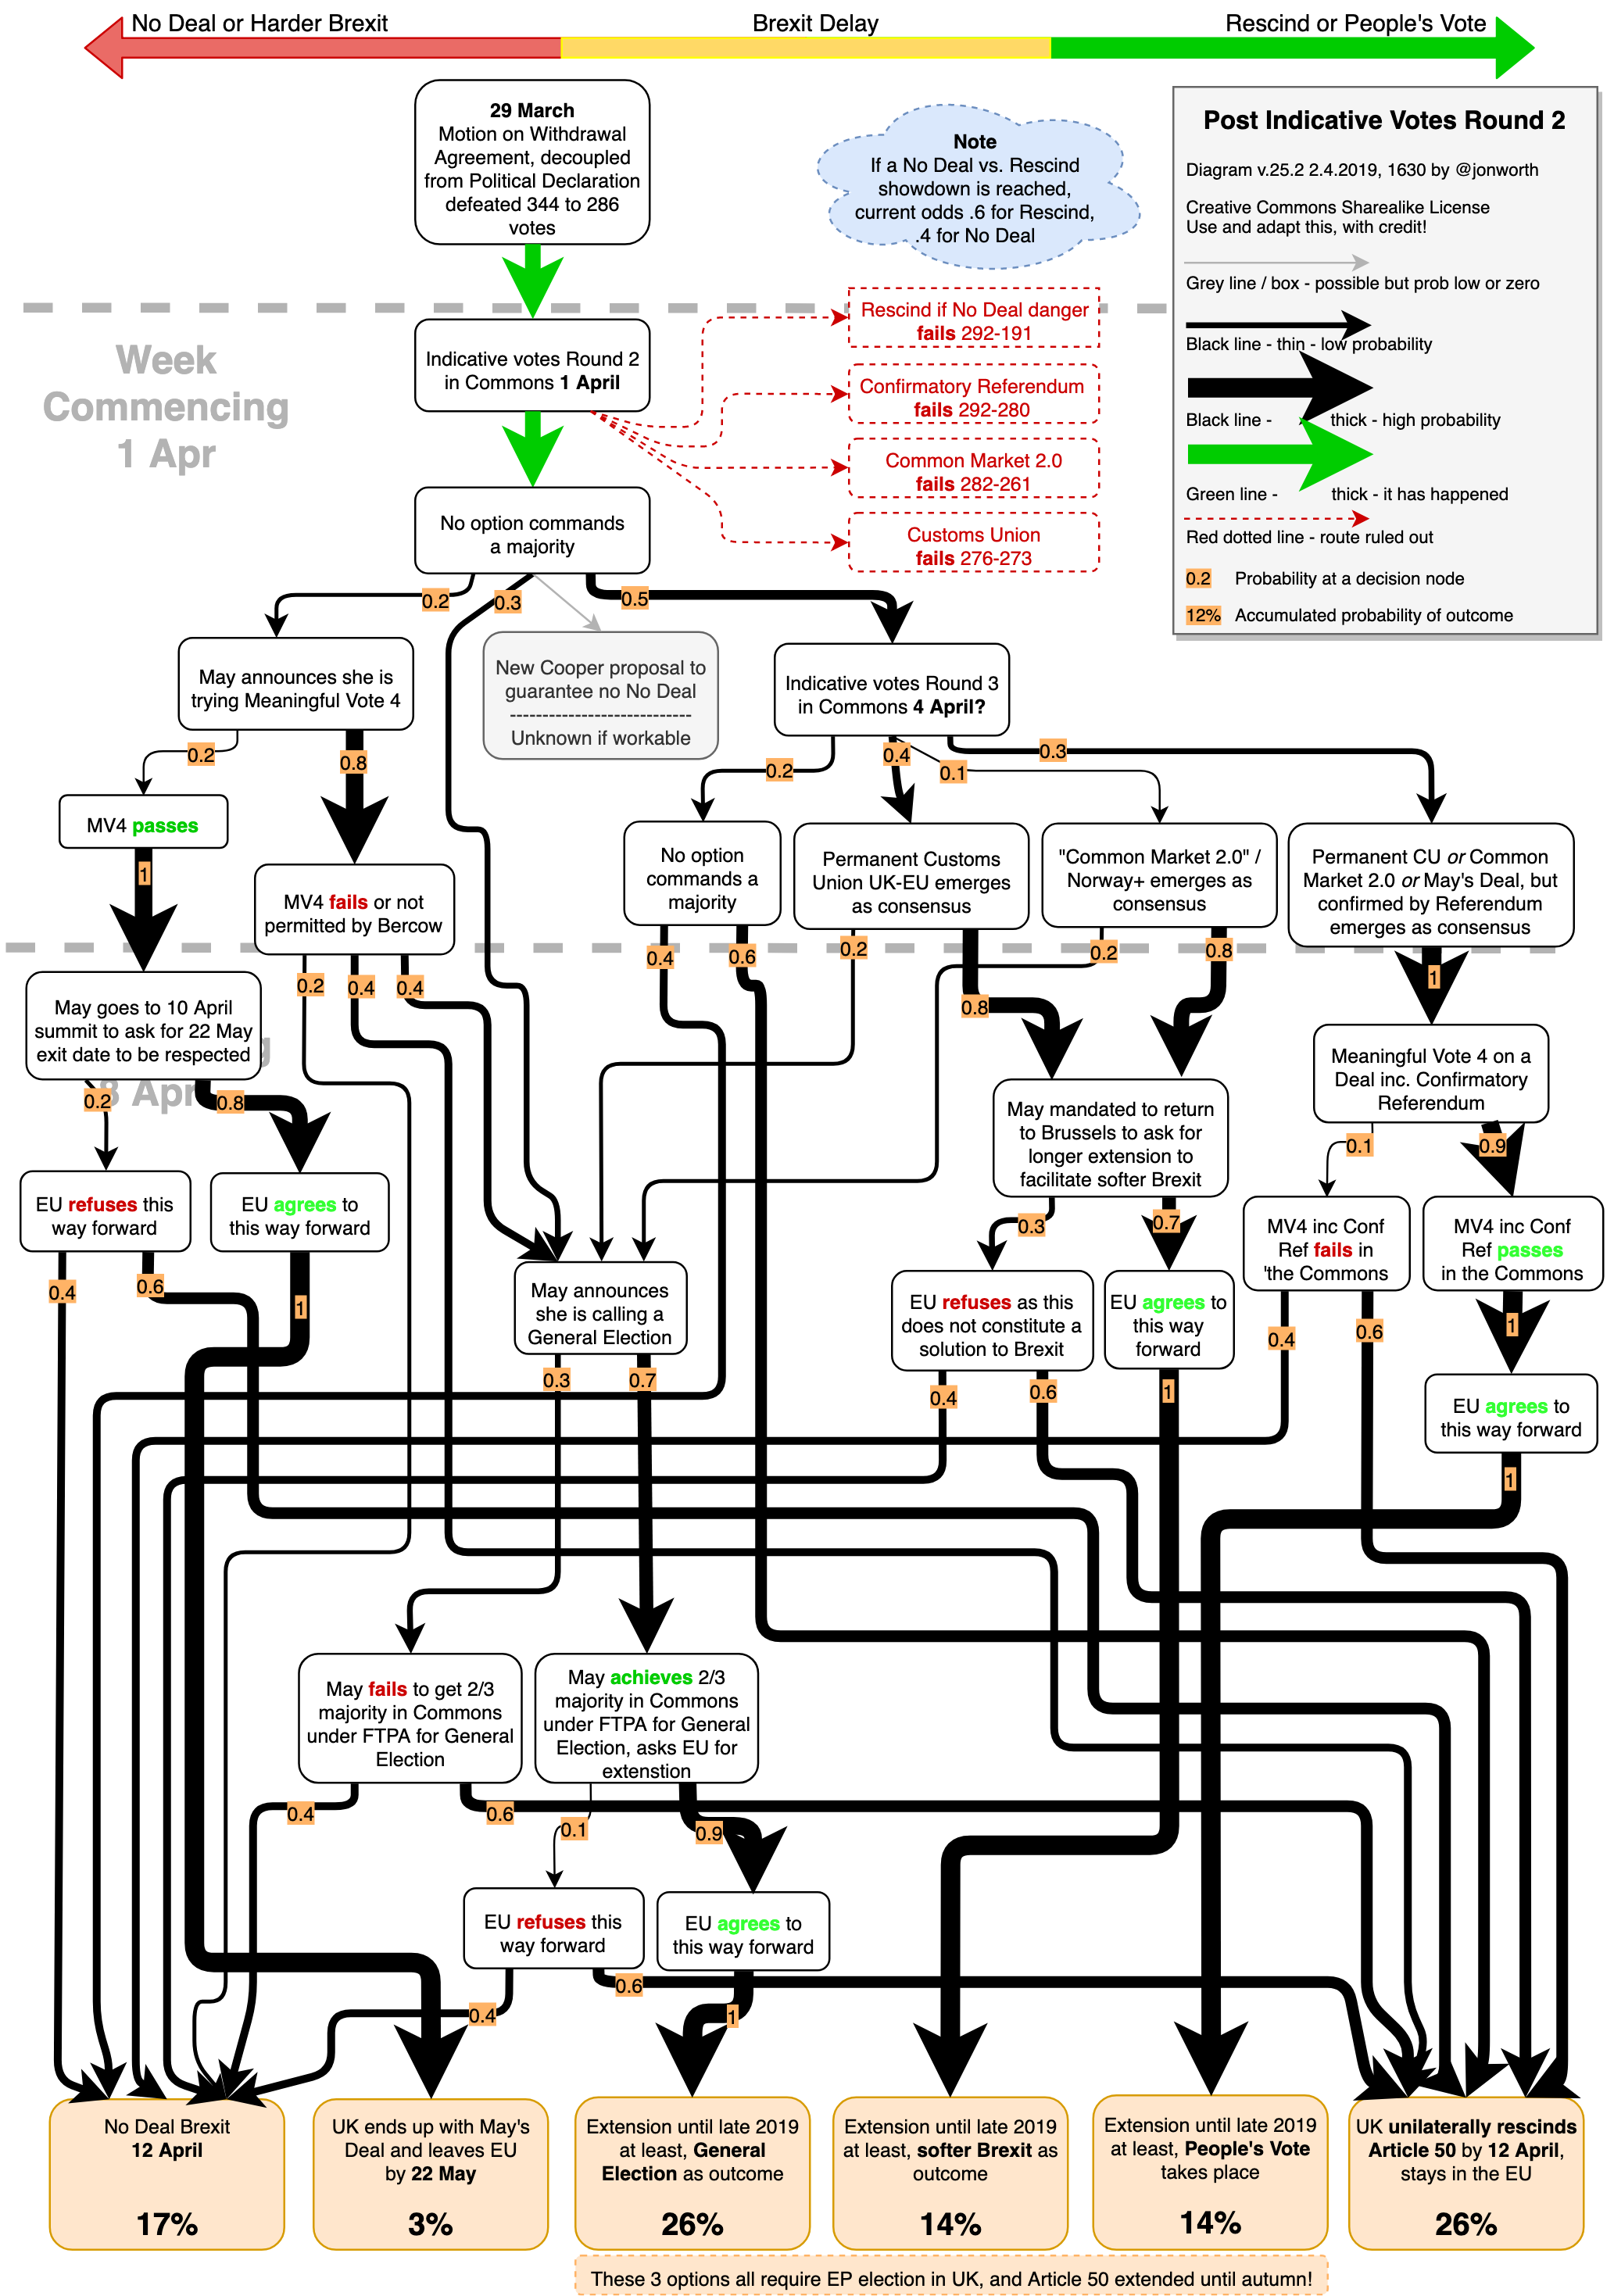 No Deal or Harder Brexit
Brexit Delay
Rescind or People's Vote
29 March
Motion on Withdrawal
Agreement, decoupled
from Political Declaration
defeated 344 to 286
votes
Note
If a No Deal vs. Rescind
showdown is reached,
current odds .6 for Rescind,
.4 for No Deal
Post Indicative Votes Round 2
Diagram v.25.2 2.4.2019, 1630 by @jonworth
Creative Commons Sharealike License
Use and adapt this, with credit!
Grey line / box - possible but prob low or zero
Black line - thin - low probability
Black line - thick - high probability
Green line - thick - it has happened
Red dotted line - route ruled out
0.2 Probability at a decision node
12% Accumulated probability of outcome
Week
Commencing
1 Apr
Indicative votes Round 2
in Commons 1 April
Rescind if No Deal danger
fails 292-191
Confirmatory Referendum
fails 292-280
Common Market 2.0
fails 282-261
Customs Union
fails 276-273
No option commands
a majority
0.2
0.3
0.5
May announces she is
trying Meaningful Vote 4
New Cooper proposal to
guarantee no No Deal
----------------------------
Unknown if workable
Indicative votes Round 3
in Commons 4 April?
0.2
0.8
0.2
0.4
0.1
0.3
MV4 passes
MV4 fails or not
permitted by Bercow
No option
commands a
majority
Permanent Customs
Union UK-EU emerges
as consensus
"Common Market 2.0" /
Norway+ emerges as
consensus
Permanent CU or Common
Market 2.0 or May's Deal, but
confirmed by Referendum
emerges as consensus
1
0.2
0.4
0.4
0.4
0.6
0.2
0.8
0.2
0.8
1
May goes to 10 April
summit to ask for 22 May
exit date to be respected
g
8 Apr
May mandated to return
to Brussels to ask for
longer extension to
facilitate softer Brexit
Meaningful Vote 4 on a
Deal inc. Confirmatory
Referendum
0.2
0.8
0.3
0.7
0.1
0.9
EU refuses this
way forward
EU agrees to
this way forward
May announces
she is calling a
General Election
EU refuses as this
does not constitute a
solution to Brexit
EU agrees to
this way
forward
MV4 inc Conf
Ref fails in
'the Commons
MV4 inc Conf
Ref passes
in the Commons
0.4
0.6
1
0.3
0.7
0.4
0.6
1
0.4
0.6
1
EU agrees to
this way forward
1
May fails to get 2/3
majority in Commons
under FTPA for General
Election
May achieves 2/3
majority in Commons
under FTPA for General
Election, asks EU for
extenstion
0.4
0.6
0.1
0.9
EU refuses this
way forward
EU agrees to
this way forward
0.4
0.6
1
No Deal Brexit
12 April
17%
UK ends up with May's
Deal and leaves EU
by 22 May
3%
Extension until late 2019
at least, General
Election as outcome
26%
Extension until late 2019
at least, softer Brexit as
outcome
14%
Extension until late 2019
at least, People's Vote
takes place
14%
UK unilaterally rescinds
Article 50 by 12 April,
stays in the EU
26%
These 3 options all require EP election in UK, and Article 50 extended until autumn!